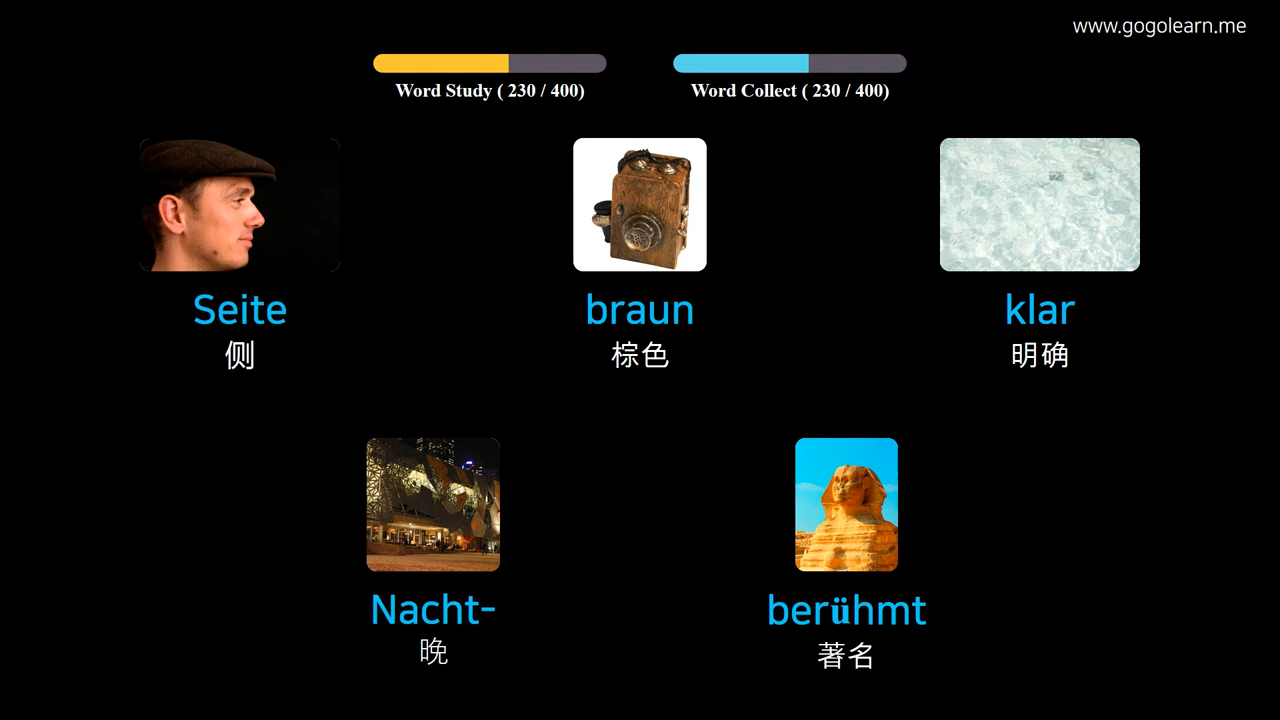 www.gogolearn.me
Word Study ( 230 / 400)
Word Collect ( 230 / 400)
Seite
侧
braun
棕色
klar
明确
Nacht-
晚
berühmt
著名